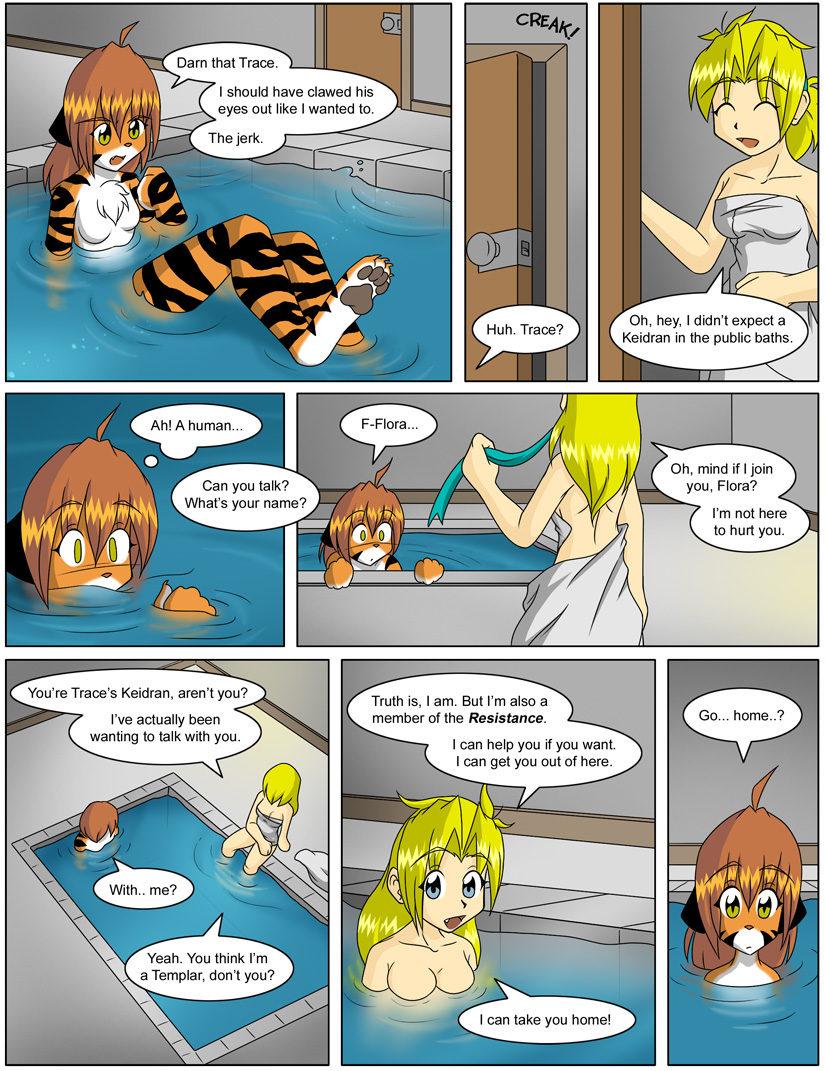 Darn that Trace.
I should have clawed his
eyes out like I wanted to.
The jerk.
CREAK!
Huh. Trace?
Oh, hey, I didn't expect a
Keidran in the public baths.
Ah! A human...
Can you talk?
What's your name?
F-Flora...
Oh, mind if I join
you, Flora?
I'm not here
to hurt you.
You're Trace's Keidran, aren't you?
I've actually been
wanting to talk with you.
With.. me?
Yeah. You think I'm
a Templar, don't you?
Truth is, I am. But I'm also a
member of the Resistance.
I can help you if you want.
I can get you out of here.
I can take you home!
Go... home..?